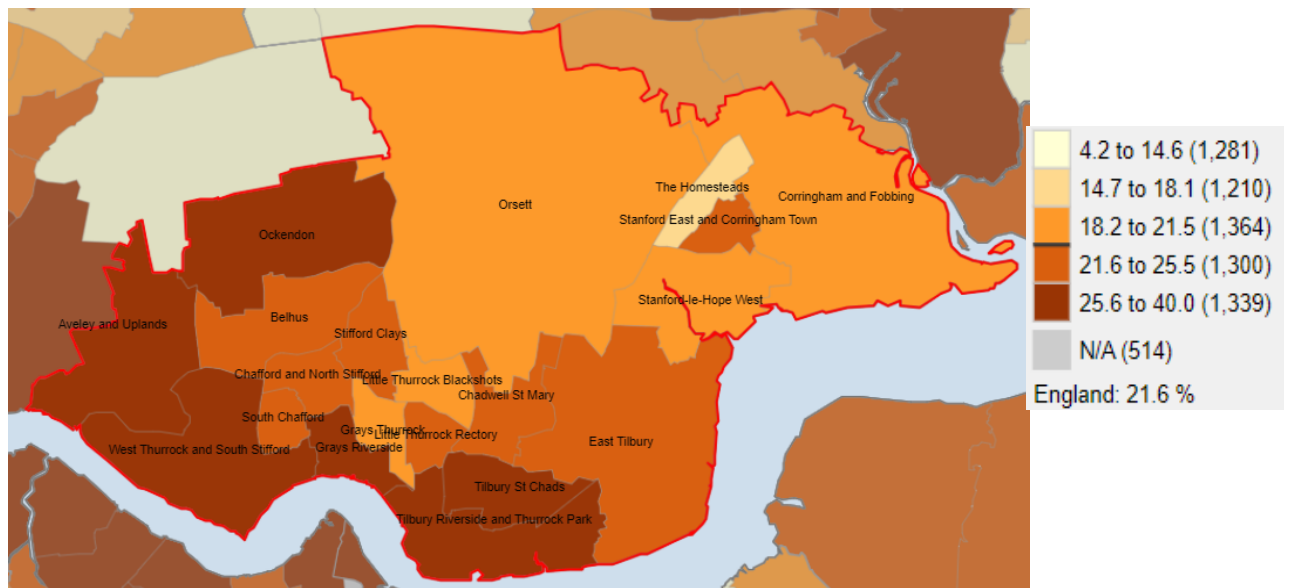 The Homesteads
Orsett
Corringham and Fobbing
Stanford East and Corringham Town
Ockendon
Stanford-le-Hope West
Belhus
Aveley and Uplands
Stifford Clays
Chafford and North Stifford
Little Thurrock Blackshots
Chadwell St Mary
South Chafford
Grays Thurrock
Little Thurrock Rectory
East Tilbury
Grays Riverside
West Thurrock and South Stifford
Tilbury St Chads
Tilbury Riverside and Thurrock Park
4.2 to 14.6 (1,281)
14.7 to 18.1 (1,210)
18.2 to 21.5 (1,364)
21.6 to 25.5 (1,300)
25.6 to 40.0 (1,339)
N/A (514)
England: 21.6 %